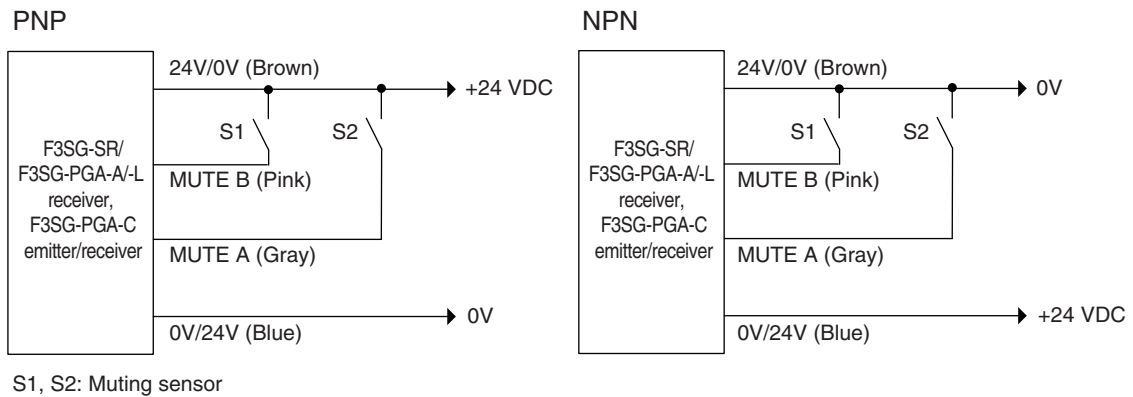 PNP
24V/0V (Brown)
+24 VDC
S1
S2
F3SG-SR/
F3SG-PGA-A/-L
receiver,
F3SG-PGA-C
emitter/receiver
MUTE B (Pink)
MUTE A (Gray)
0V/24V (Blue)
0V
NPN
24V/0V (Brown)
0V
S1
S2
F3SG-SR/
F3SG-PGA-A/-L
receiver,
F3SG-PGA-C
emitter/receiver
MUTE B (Pink)
MUTE A (Gray)
0V/24V (Blue)
+24 VDC
S1, S2: Muting sensor